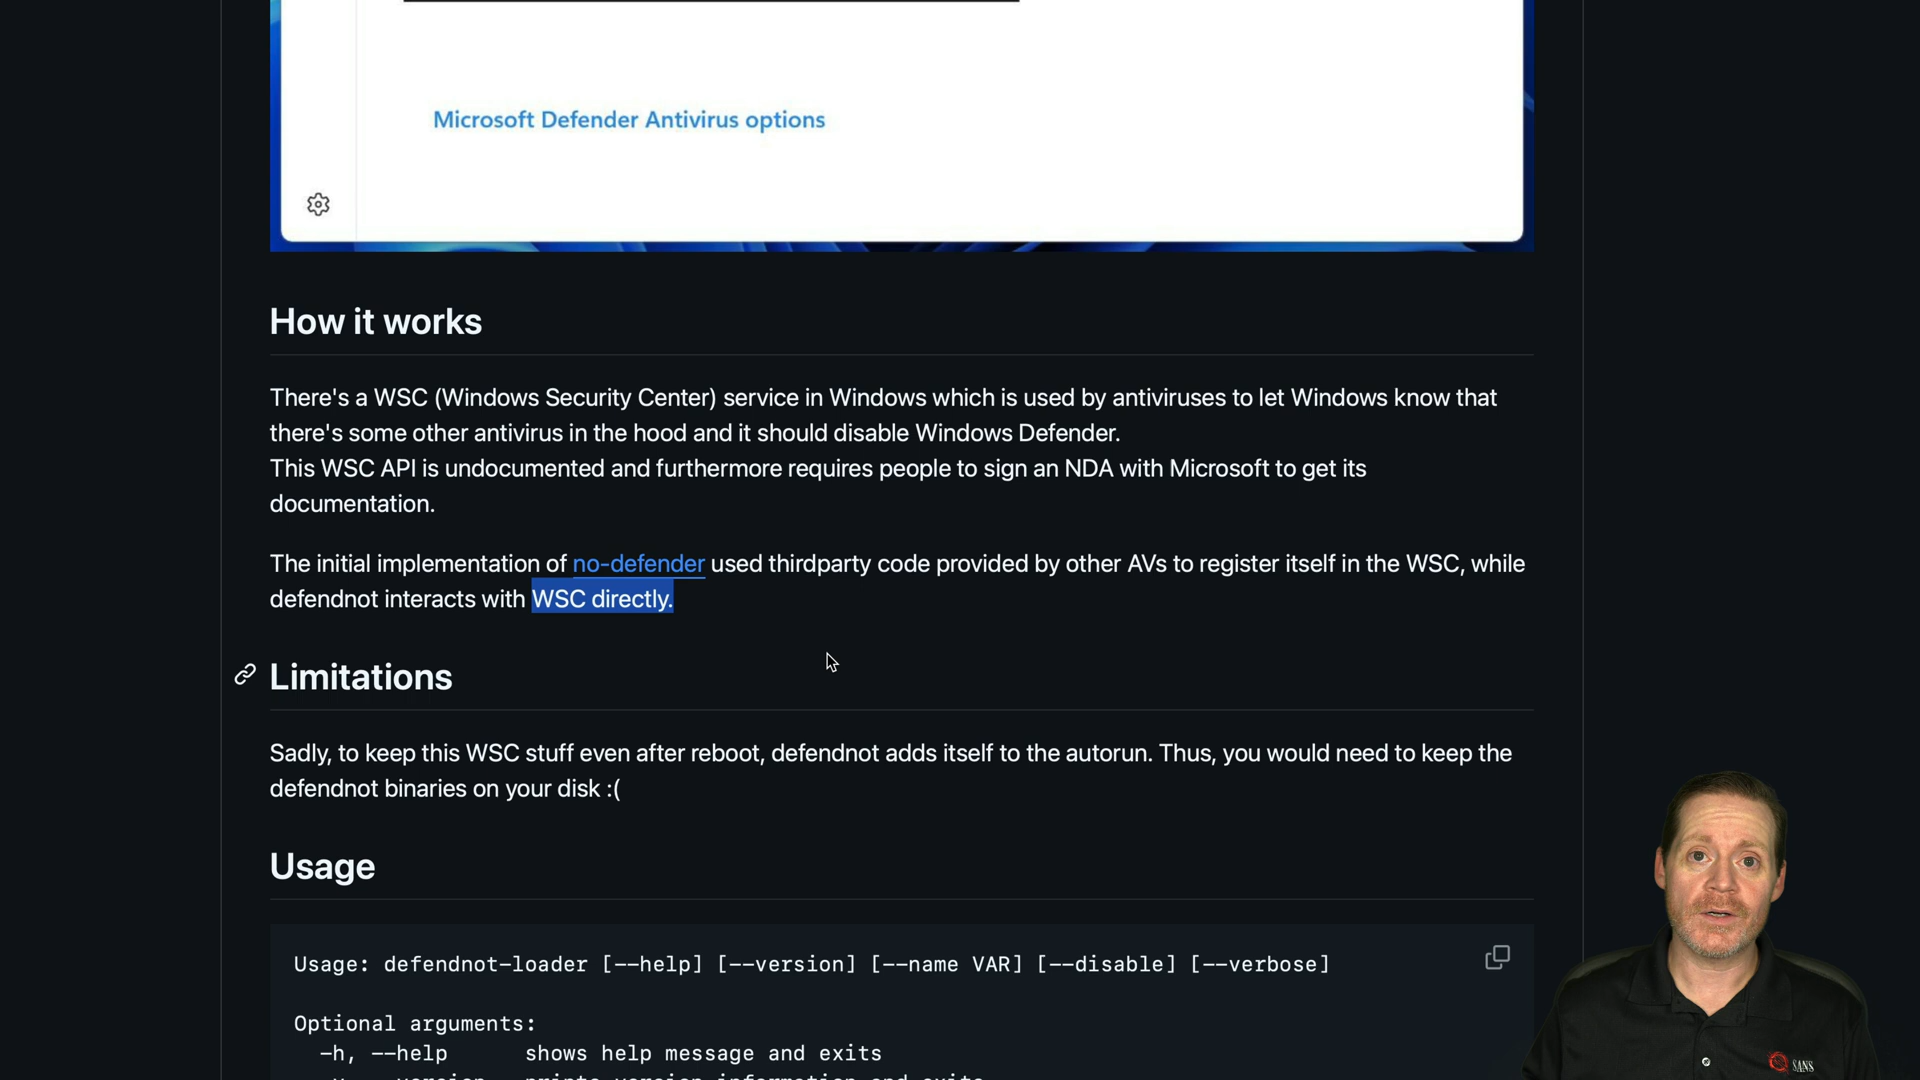 Microsoft Defender Antivirus options
How it works
There's a WSC (Windows Security Center) service in Windows which is used by antiviruses to let Windows know that
there's some other antivirus in the hood and it should disable Windows Defender.
This WSC API is undocumented and furthermore requires people to sign an NDA with Microsoft to get its
documentation.
The initial implementation of no-defender used thirdparty code provided by other AVs to register itself in the WSC, while
defendnot interacts with WSC directly.
Limitations
Sadly, to keep this WSC stuff even after reboot, defendnot adds itself to the autorun. Thus, you would need to keep the
defendnot binaries on your disk :(
Usage
Usage: defendnot-loader [--help] [--version] [--name VAR] [--disable] [--verbose]
Optional arguments:
-h, --help shows help message and exits
SANS